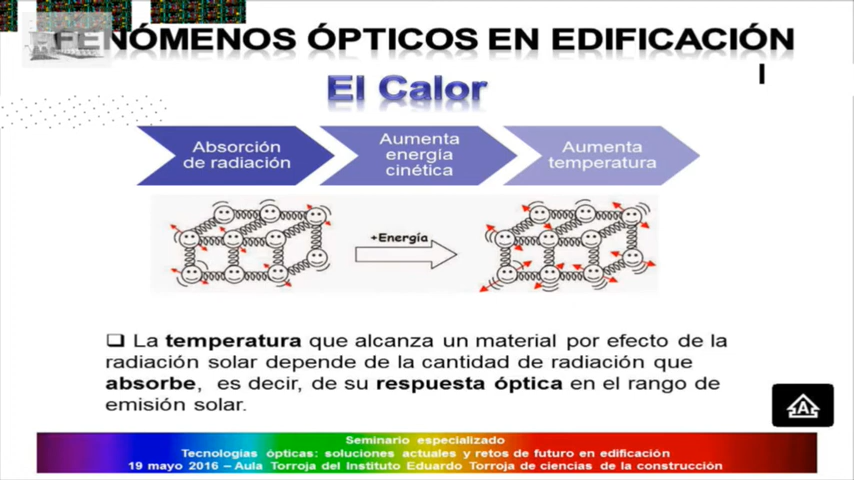 FENÓMENOS ÓPTICOS EN EDIFICACIÓN
I
El Calor
Absorción
de radiación
Aumenta
energía
cinética
Aumenta
temperatura
+Energía
❑ La temperatura que alcanza un material por efecto de la
radiación solar depende de la cantidad de radiación que
absorbe, es decir, de su respuesta óptica en el rango de
emisión solar.
A
Seminario especializado
Tecnologías ópticas: soluciones actuales y retos de futuro en edificación
19 mayo 2016 – Aula Torroja del Instituto Eduardo Torroja de ciencias de la construcción